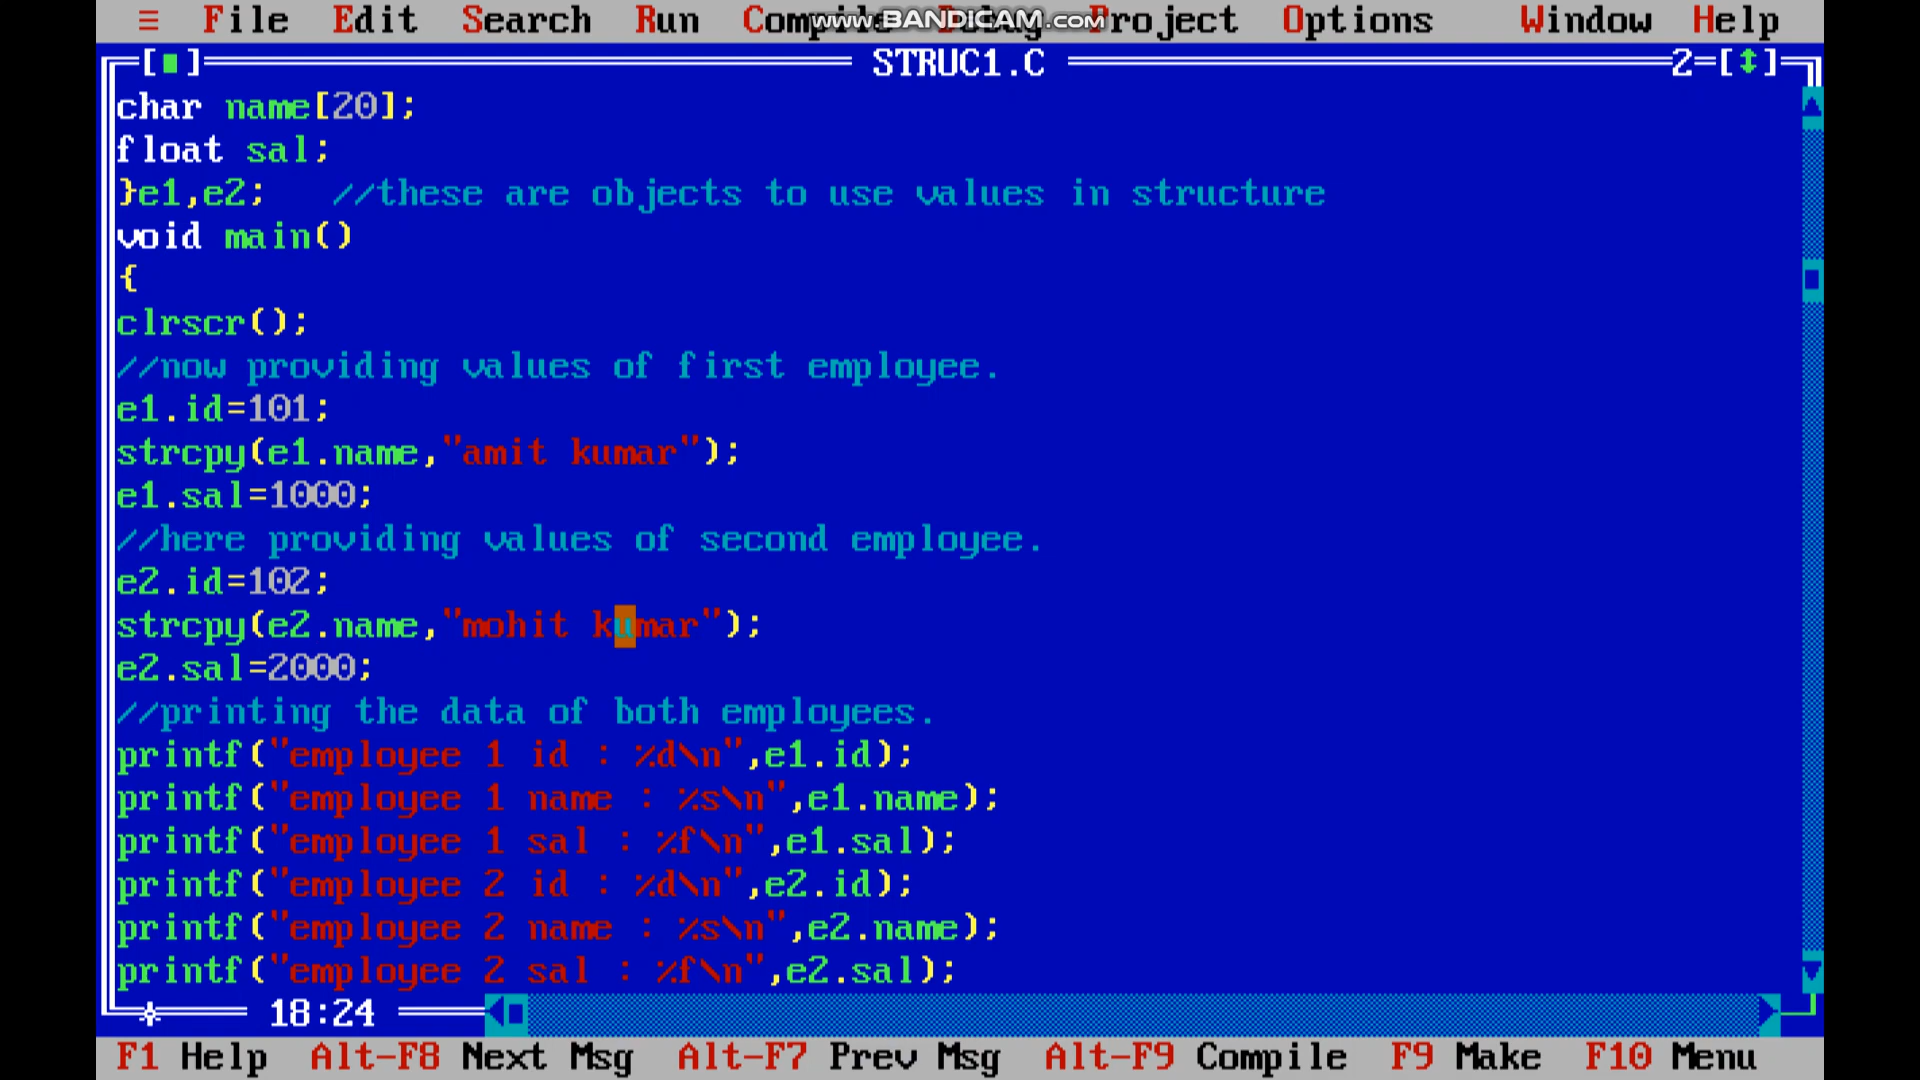 ≡ File Edit Search Run Compile Debug Project Options Window Help
www.BANDICAM.com
[■] STRUC1.C 2=[↕]
char name[20];
float sal;
}e1,e2; //these are objects to use values in structure
void main()
{
clrscr();
//now providing values of first employee.
e1.id=101;
strcpy(e1.name,"amit kumar");
e1.sal=1000;
//here providing values of second employee.
e2.id=102;
strcpy(e2.name,"mohit kumar");
e2.sal=2000;
//printing the data of both employees.
printf("employee 1 id : %d\n",e1.id);
printf("employee 1 name : %s\n",e1.name);
printf("employee 1 sal : %f\n",e1.sal);
printf("employee 2 id : %d\n",e2.id);
printf("employee 2 name : %s\n",e2.name);
printf("employee 2 sal : %f\n",e2.sal);
18:24
F1 Help Alt-F8 Next Msg Alt-F7 Prev Msg Alt-F9 Compile F9 Make F10 Menu